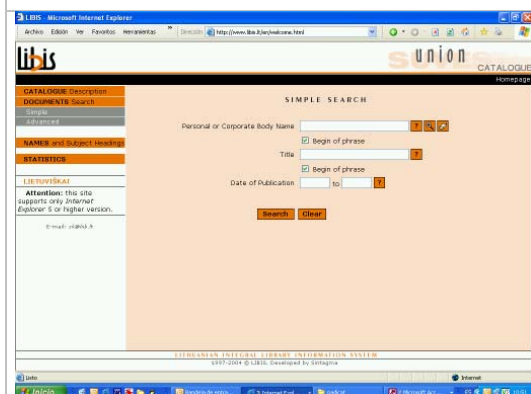 LIBIS - Microsoft Internet Explorer
Archivo Edición Ver Favoritos Herramientas » Dirección http://www.libis.lt/en/welcome.html
libis
union
CATALOGUE
Homepage
CATALOGUE Description
DOCUMENTS Search
Simple
Advanced
NAMES and Subject Headings
STATISTICS
LIETUVIŠKAI
Attention: this site
supports only Internet
Explorer 5 or higher version.
E-mail:
SIMPLE SEARCH
Personal or Corporate Body Name ?
Begin of phrase
Title ?
Begin of phrase
Date of Publication to ?
Search Clear
LITHUANIAN INTEGRAL LIBRARY INFORMATION SYSTEM
1997-2004 © LIBIS. Developed by Sintagma
Listo Internet
Inicio
ES 10:51